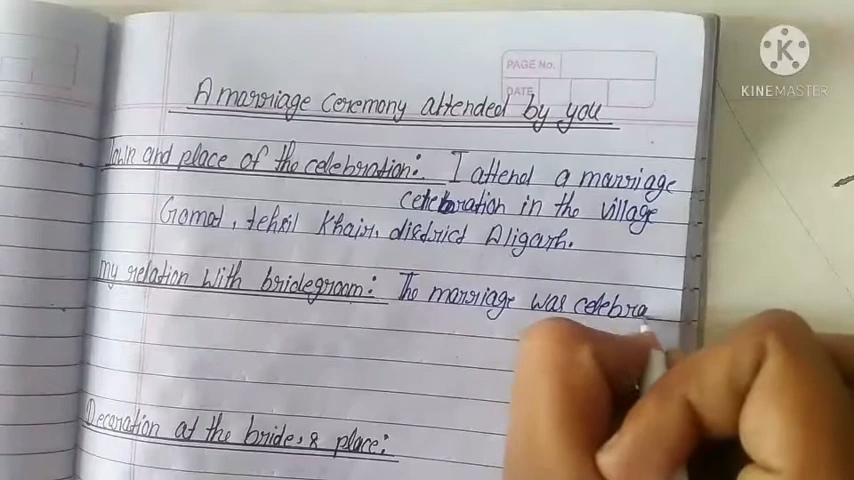 PAGE No.
DATE
KINEMASTER
A marriage ceremony attended by you
Town and place of the celebration: I attend a marriage
celebration in the village
Gomat, tehsil Khair, district Aligarh.
my relation with bridegroom: The marriage was celebra
Decoration at the bride,s place: